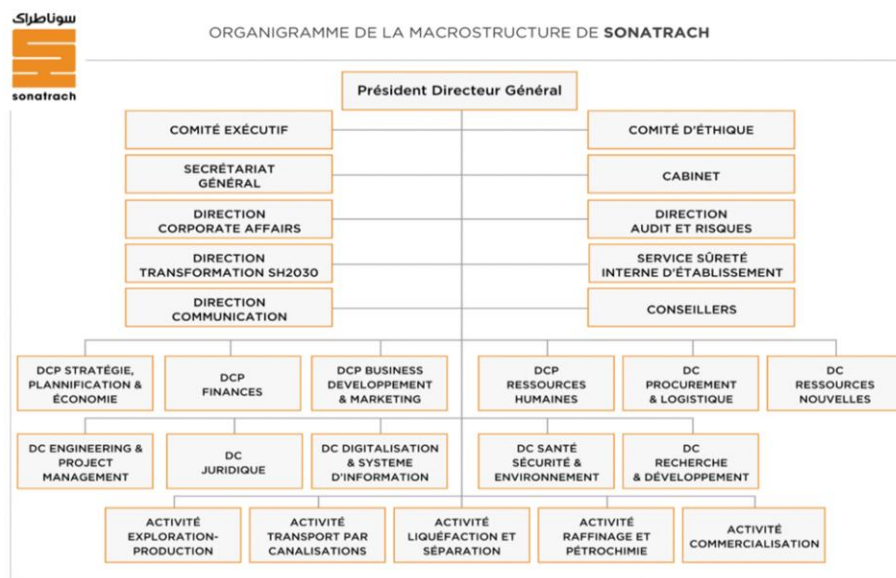 سوناطراك
ORGANIGRAMME DE LA MACROSTRUCTURE DE SONATRACH
sonatrach
Président Directeur Général
COMITÉ EXÉCUTIF
COMITÉ D'ÉTHIQUE
SECRÉTARIAT
GÉNÉRAL
CABINET
DIRECTION
CORPORATE AFFAIRS
DIRECTION
AUDIT ET RISQUES
DIRECTION
TRANSFORMATION SH2030
SERVICE SÛRETÉ
INTERNE D'ÉTABLISSEMENT
DIRECTION
COMMUNICATION
CONSEILLERS
DCP STRATÉGIE,
PLANNIFICATION &
ÉCONOMIE
DCP
FINANCES
DCP BUSINESS
DEVELOPPEMENT
& MARKETING
DCP
RESSOURCES
HUMAINES
DC
PROCUREMENT
& LOGISTIQUE
DC
RESSOURCES
NOUVELLES
DC ENGINEERING &
PROJECT
MANAGEMENT
DC
JURIDIQUE
DC DIGITALISATION
& SYSTEME
D'INFORMATION
DC SANTÉ
SÉCURITÉ &
ENVIRONNEMENT
DC
RECHERCHE
& DÉVELOPPEMENT
ACTIVITÉ
EXPLORATION-
PRODUCTION
ACTIVITÉ
TRANSPORT PAR
CANALISATIONS
ACTIVITÉ
LIQUÉFACTION ET
SÉPARATION
ACTIVITÉ
RAFFINAGE ET
PÉTROCHIMIE
ACTIVITÉ
COMMERCIALISATION